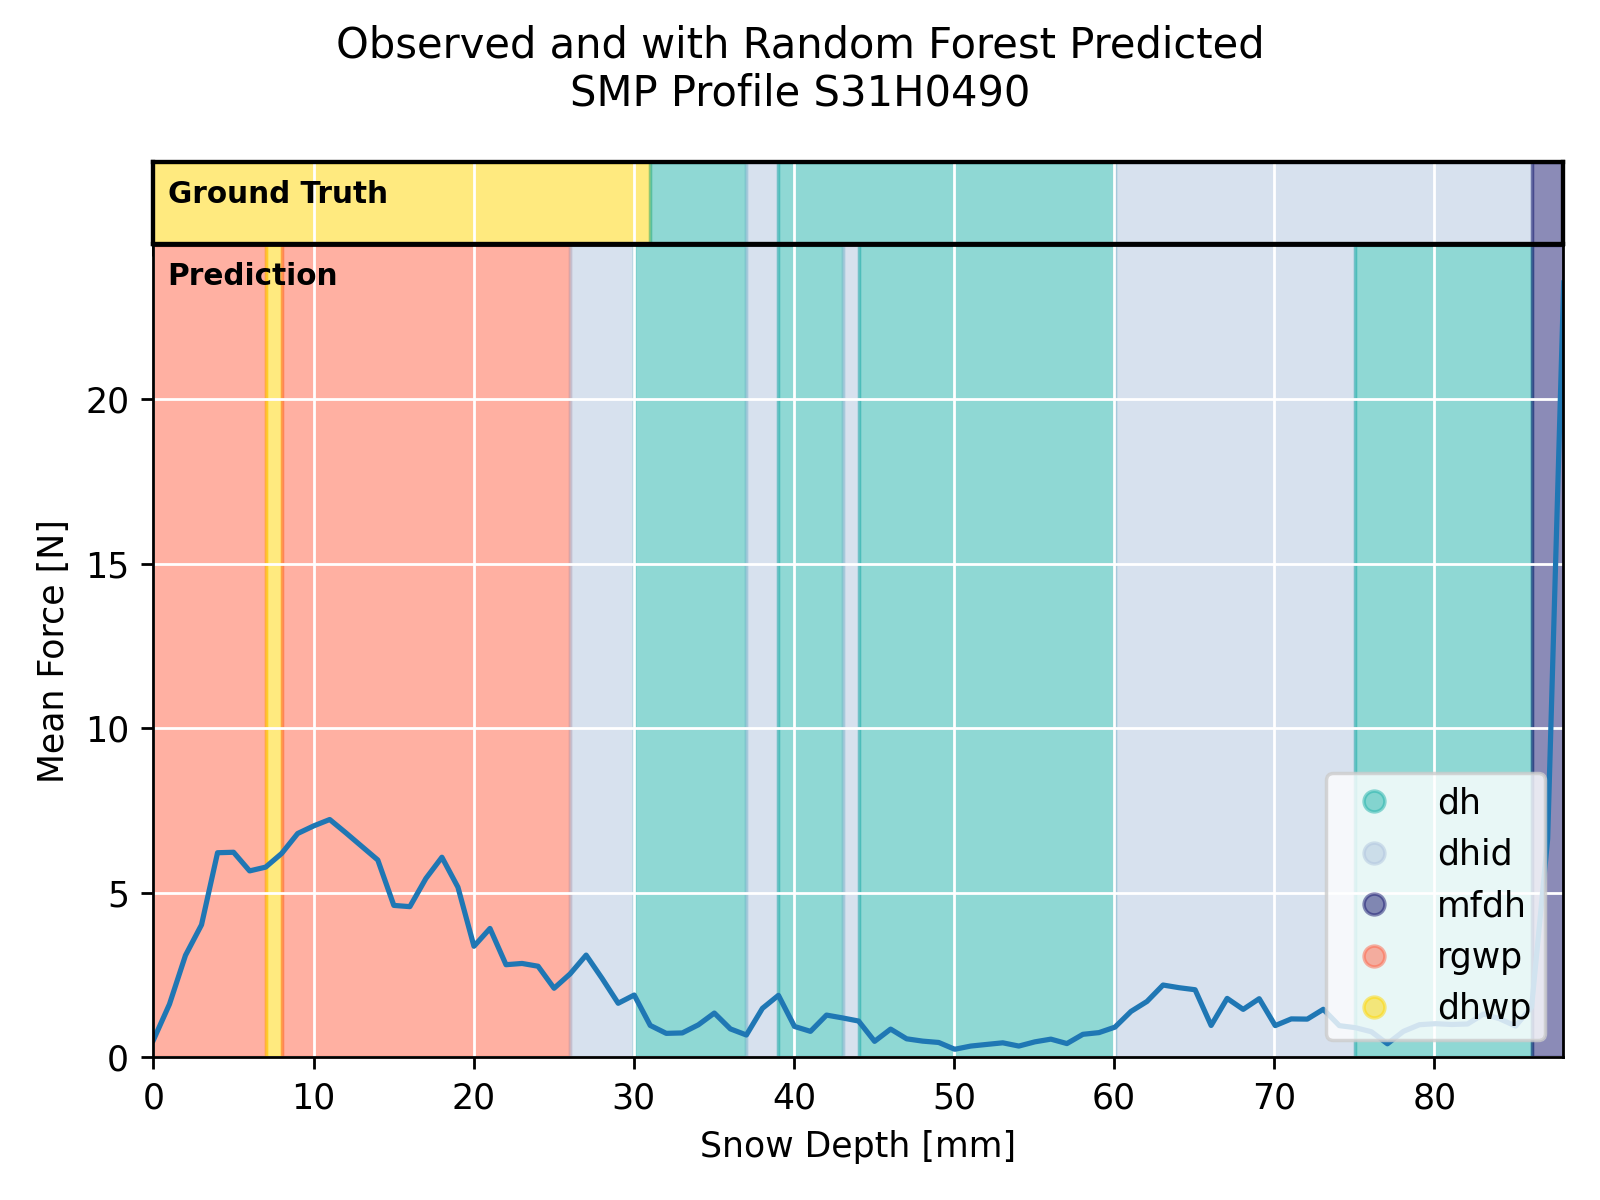 Observed and with Random Forest Predicted
SMP Profile S31H0490
Ground Truth
Prediction
20
15
10
5
0
Mean Force [N]
dh
dhid
mfdh
rgwp
dhwp
0 10 20 30 40 50 60 70 80
Snow Depth [mm]